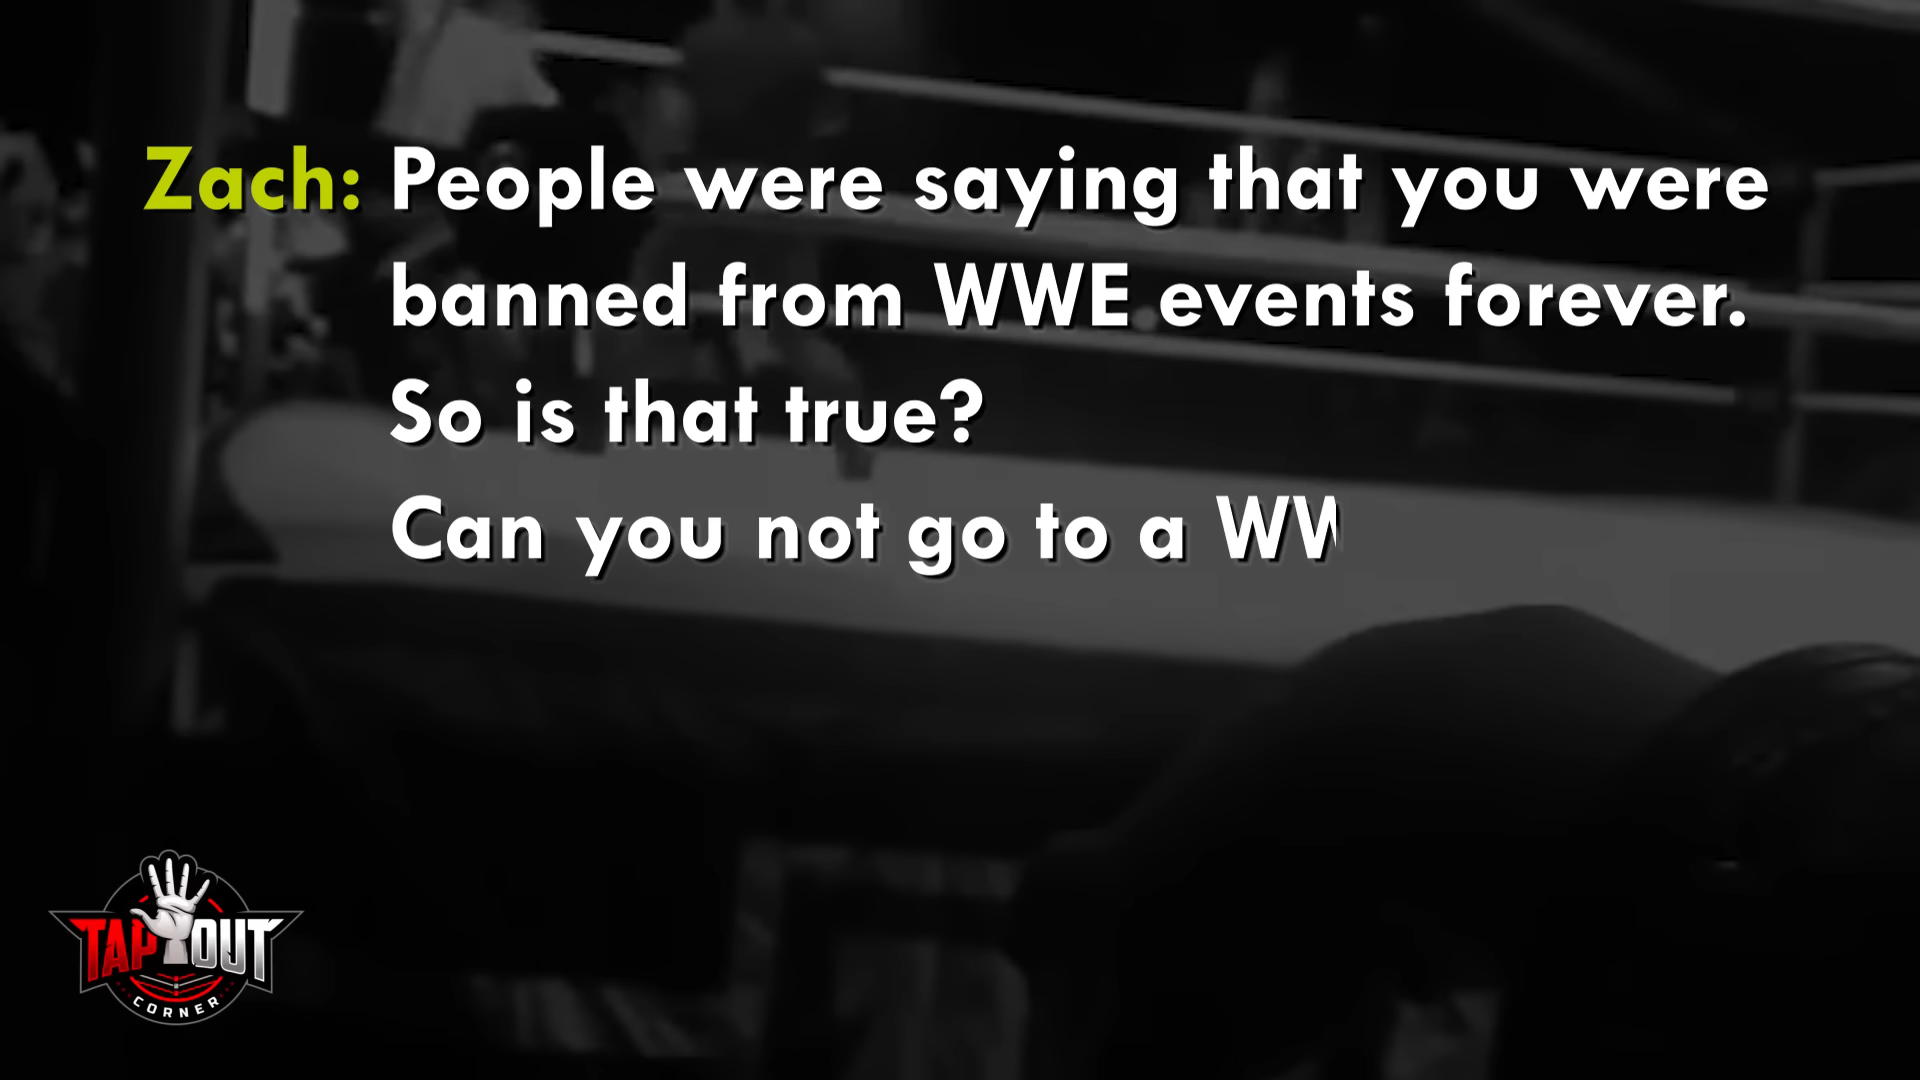 Zach: People were saying that you were
banned from WWE events forever.
So is that true?
Can you not go to a WW
TAP OUT
CORNER